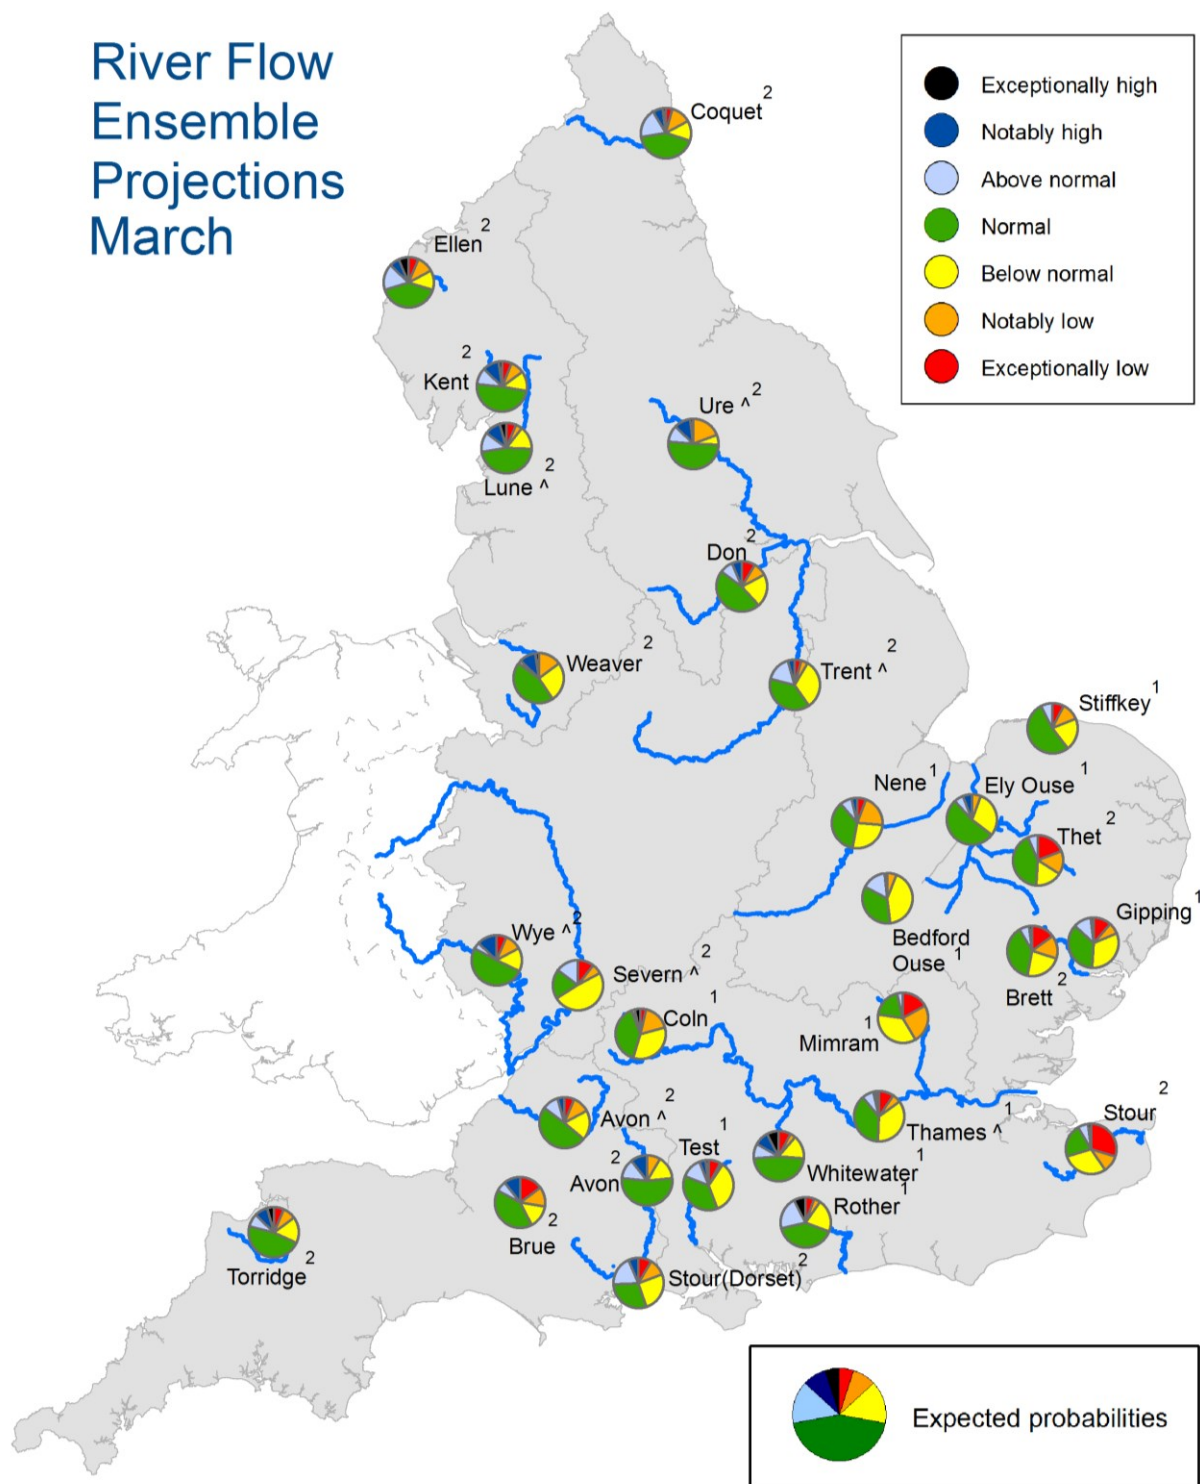 River Flow
Ensemble
Projections
March
Exceptionally high
Notably high
Above normal
Normal
Below normal
Notably low
Exceptionally low
Coquet 2
Ellen 2
2
Kent
Ure ^ 2
2
Lune ^
Don 2
Weaver 2
Trent ^ 2
Stiffkey 1
Nene 1
Ely Ouse 1
Thet 2
Gipping 1
Bedford
Ouse 1
Brett 2
Wye ^ 2
Severn ^ 2
Coln 1
1
Mimram
Avon ^ 2
Test 1
Thames ^ 1
Stour 2
2
Avon
Whitewater 1
Rother 1
2
Brue
2
Torridge
Stour(Dorset) 2
Expected probabilities